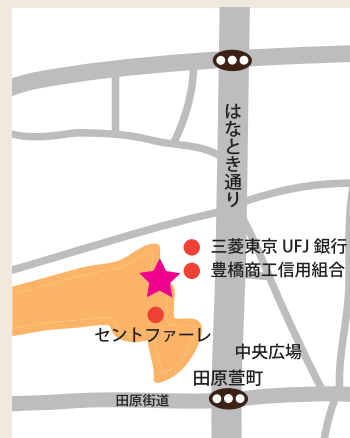 はなとき通り
三菱東京 UFJ 銀行
豊橋商工信用組合
セントファーレ
中央広場
田原萱町
田原街道